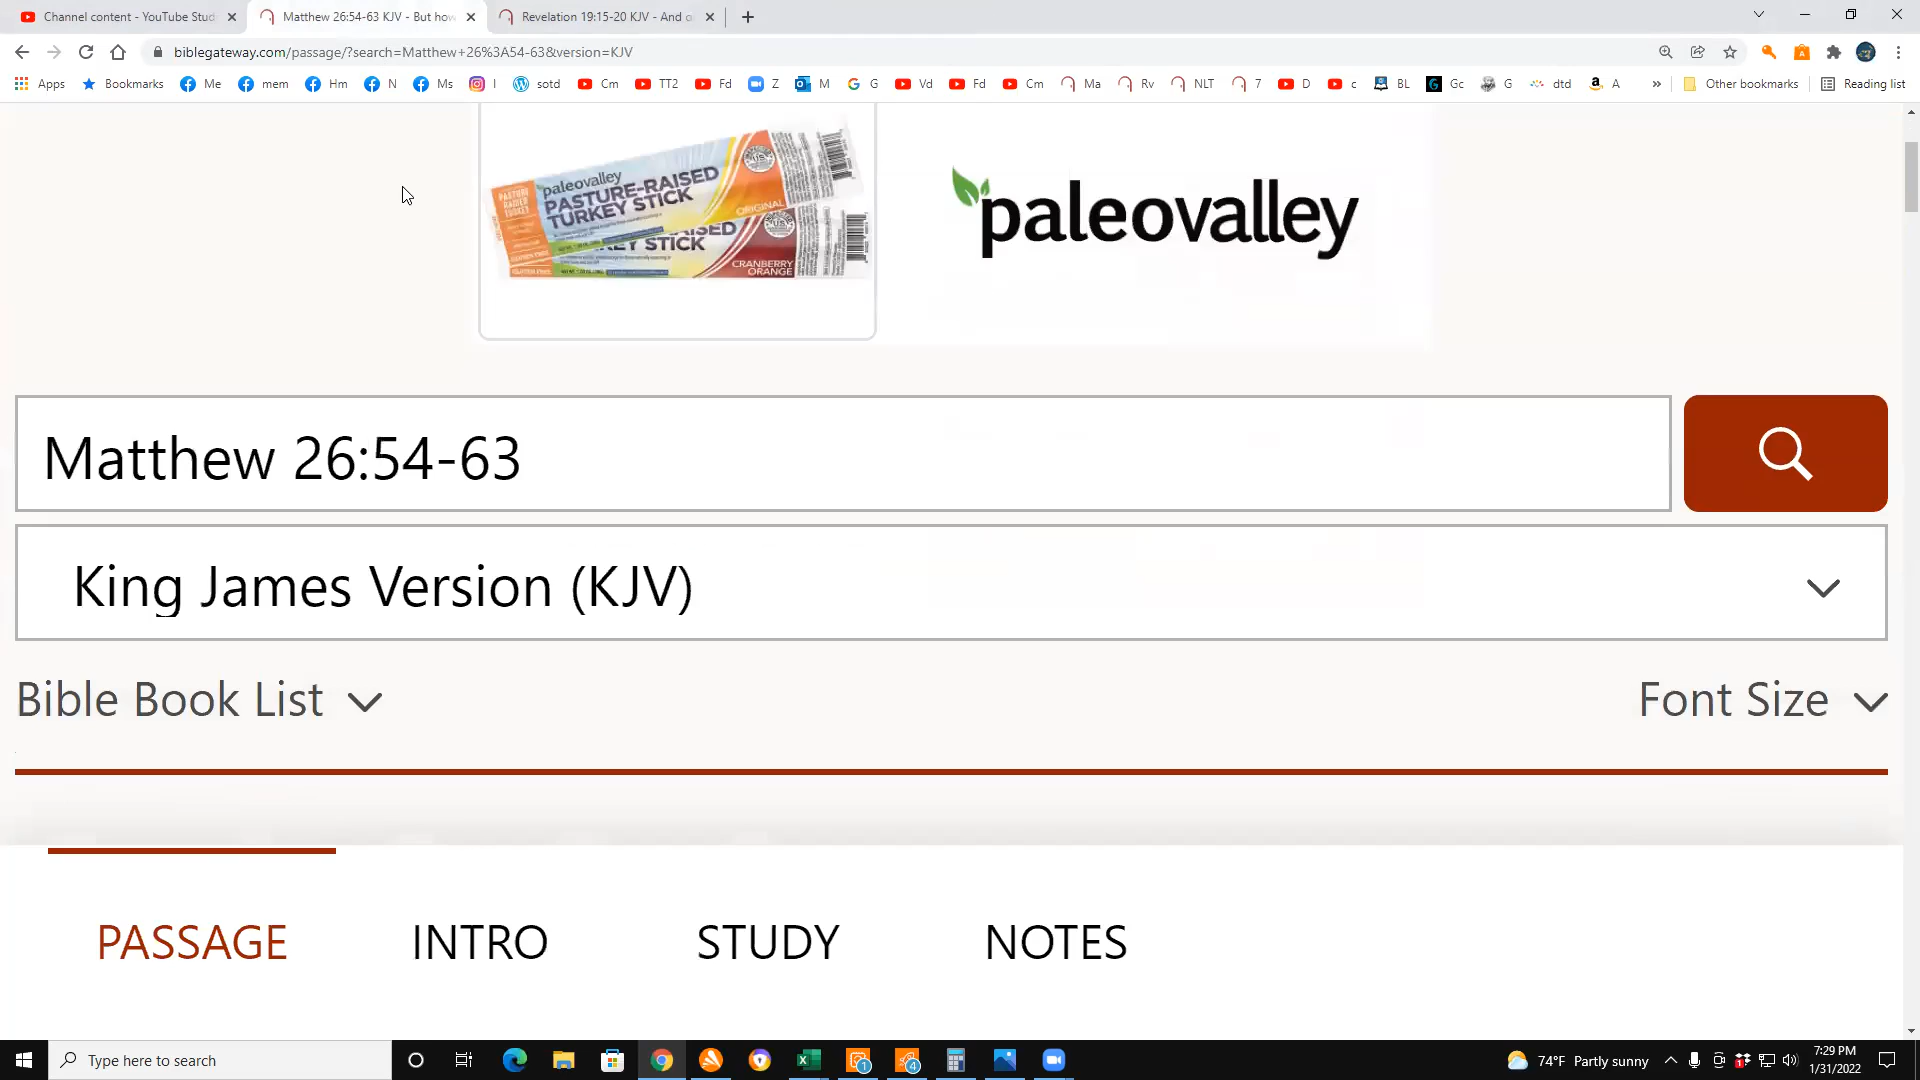 Channel content - YouTube Stud
Matthew 26:54-63 KJV - But how
Revelation 19:15-20 KJV - And o
biblegateway.com/passage/?search=Matthew+26%3A54-63&version=KJV
Apps Bookmarks Me mem Hm N Ms I sotd Cm TT2 Fd Z M G Vd Fd Cm Ma Rv NLT 7 D c BL Gc G dtd A » Other bookmarks Reading list
paleovalley
PASTURE-RAISED
TURKEY STICK
ORIGINAL
CRANBERRY
ORANGE
paleovalley
Matthew 26:54-63
King James Version (KJV)
Bible Book List
Font Size
PASSAGE INTRO STUDY NOTES
Type here to search
74°F Partly sunny
7:29 PM
1/31/2022